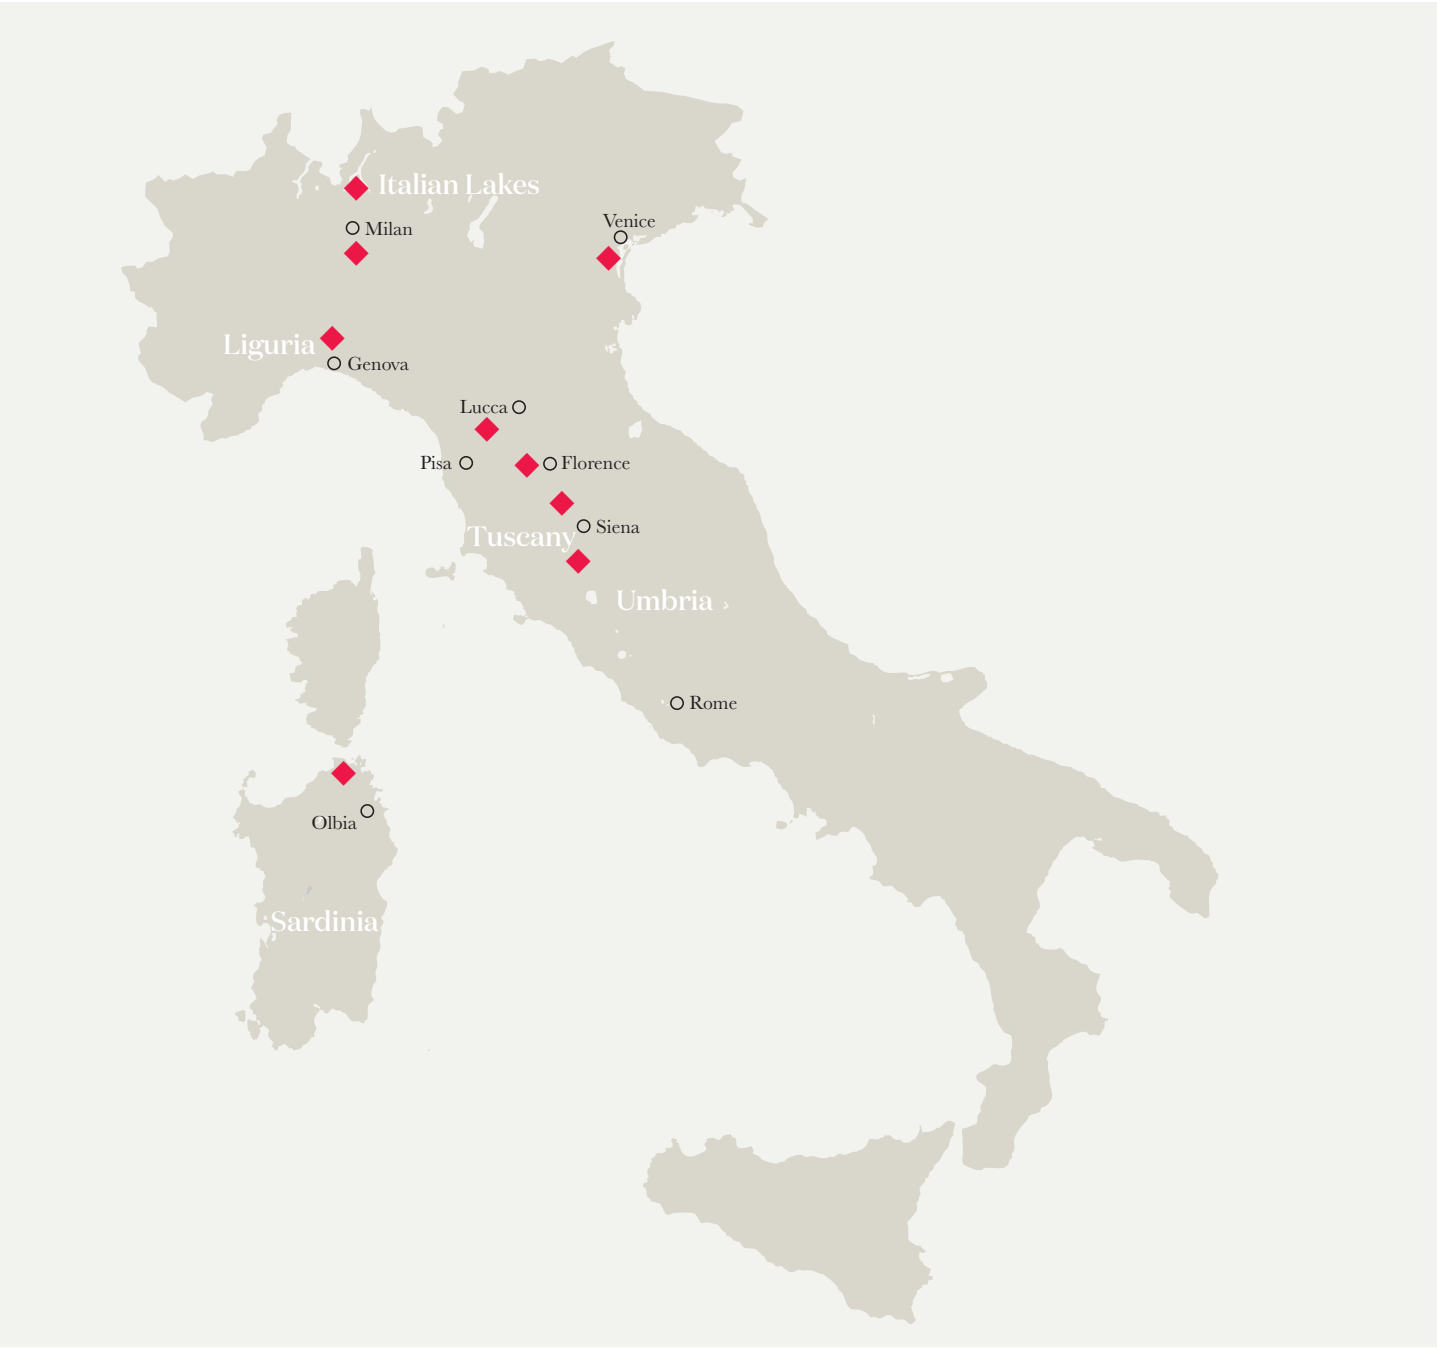 Italian Lakes
Venice
Milan
Liguria
Genova
Lucca
Pisa
Florence
Siena
Tuscany
Umbria
Rome
Olbia
Sardinia